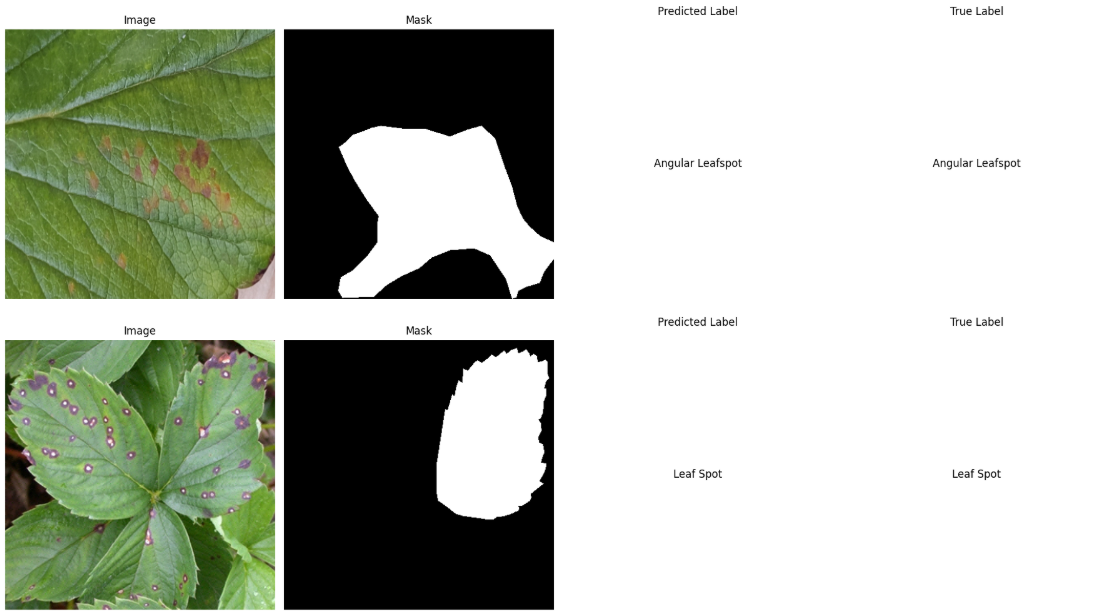 Image
Mask
Predicted Label
True Label
Angular Leafspot
Angular Leafspot
Image
Mask
Predicted Label
True Label
Leaf Spot
Leaf Spot